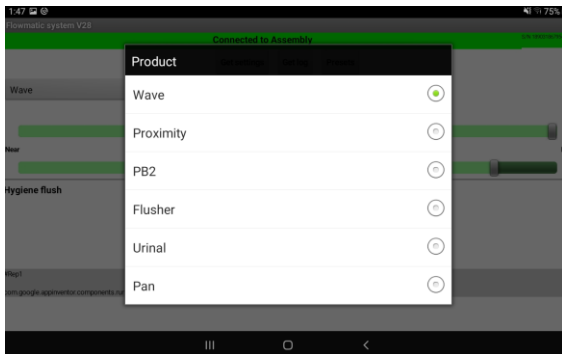 1:47
75%
Flowmatic system V28
Connected to Assembly
Product
Wave
Wave
Proximity
Near
PB2
Hygiene flush
Flusher
Urinal
Pan
com.google.appinventor.components.run